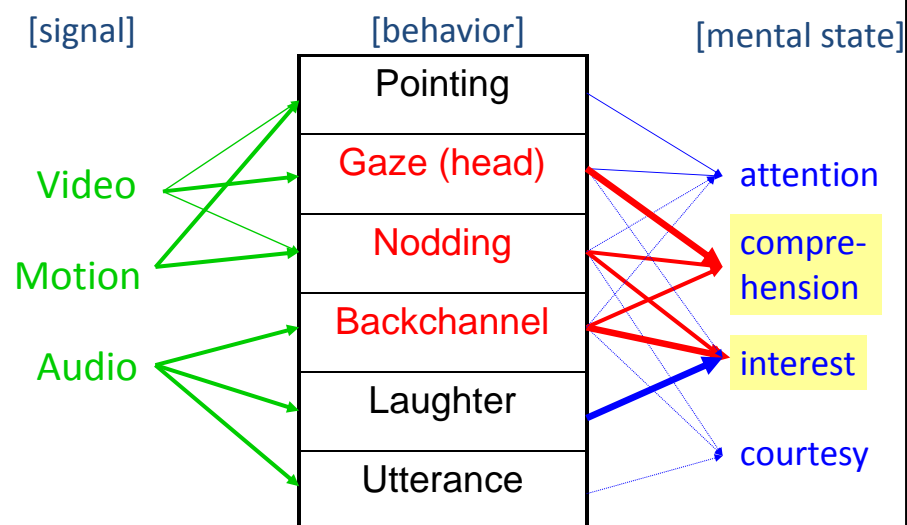 [signal]
[behavior]
[mental state]
Pointing
Gaze (head)
Nodding
Backchannel
Laughter
Utterance
Video
Motion
Audio
attention
compre-
hension
interest
courtesy